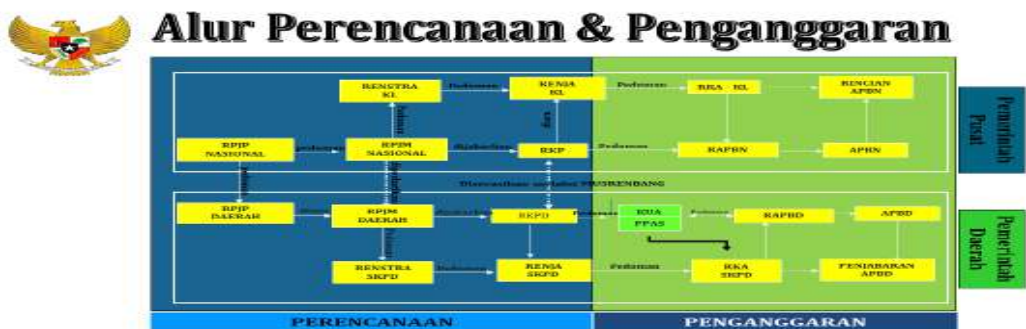 Alur Perencanaan & Penganggaran
RENSTRA
KL
Pedoman
RENJA
KL
Pedoman
RKA - KL
RINCIAN
APBN
Pemerintah
Pusat
RPJP
NASIONAL
pedoman
RPJM
NASIONAL
dijabarkan
RKP
Pedoman
RAPBN
APBN
MUSRENBANG
RPJP
DAERAH
RPJM
DAERAH
RKPD
Pedoman
KUA
PPAS
RAPBD
APBD
Pemerintah
Daerah
RENSTRA
SKPD
Pedoman
RENJA
SKPD
Pedoman
RKA
SKPD
PENJABARAN
APBD
PERENCANAAN
PENGANGGARAN